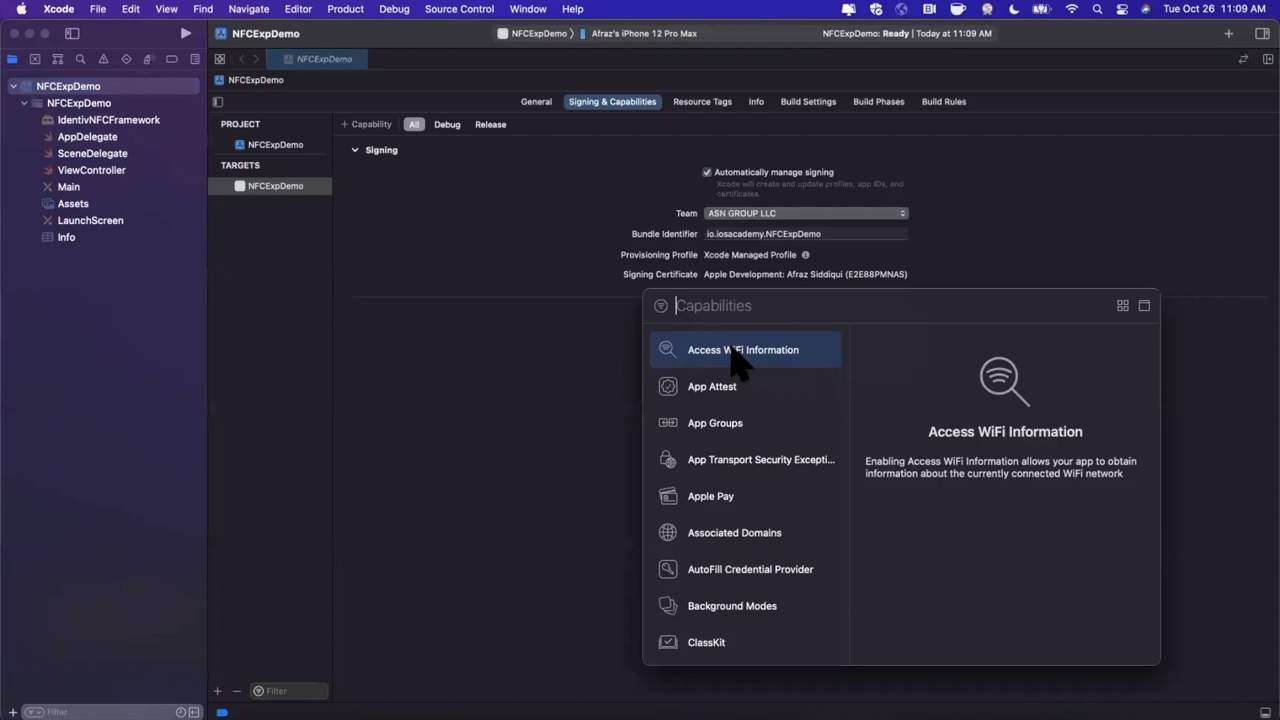 Xcode File Edit View Find Navigate Editor Product Debug Source Control Window Help
Tue Oct 26 11:09 AM
NFCExpDemo
NFCExpDemo 〉 Afraz's iPhone 12 Pro Max
NFCExpDemo: Ready | Today at 11:09 AM
NFCExpDemo
NFCExpDemo
IdentivNFCFramework
AppDelegate
SceneDelegate
ViewController
Main
Assets
LaunchScreen
Info
Filter
NFCExpDemo
NFCExpDemo
General Signing & Capabilities Resource Tags Info Build Settings Build Phases Build Rules
PROJECT
NFCExpDemo
TARGETS
NFCExpDemo
Filter
+ Capability All Debug Release
Signing
Automatically manage signing
Xcode will create and update profiles, app IDs, and
certificates.
Team ASN GROUP LLC
Bundle Identifier io.iosacademy.NFCExpDemo
Provisioning Profile Xcode Managed Profile
Signing Certificate Apple Development: Afraz Siddiqui (E2E88PMNAS)
Capabilities
Access WiFi Information
App Attest
App Groups
App Transport Security Excepti...
Apple Pay
Associated Domains
AutoFill Credential Provider
Background Modes
ClassKit
Access WiFi Information
Enabling Access WiFi Information allows your app to obtain
information about the currently connected WiFi network